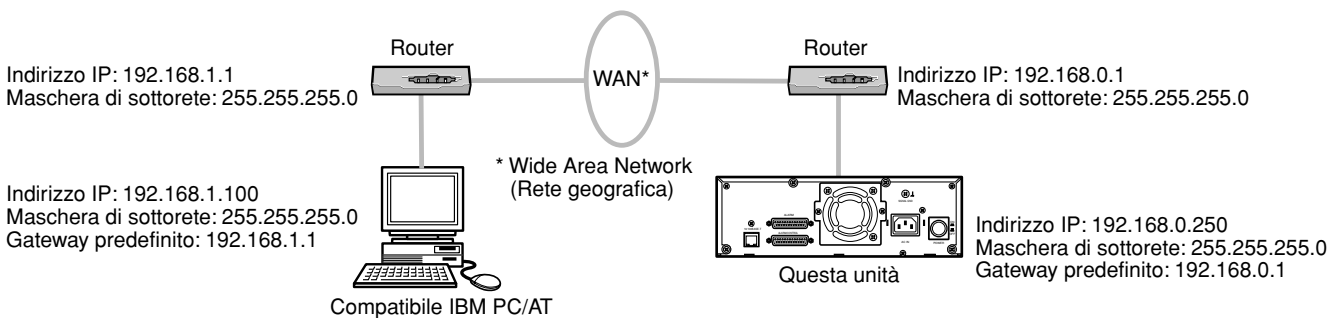 Router
Indirizzo IP: 192.168.1.1
Maschera di sottorete: 255.255.255.0
WAN*
Router
Indirizzo IP: 192.168.0.1
Maschera di sottorete: 255.255.255.0
* Wide Area Network
(Rete geografica)
Indirizzo IP: 192.168.1.100
Maschera di sottorete: 255.255.255.0
Gateway predefinito: 192.168.1.1
Compatibile IBM PC/AT
Questa unità
Indirizzo IP: 192.168.0.250
Maschera di sottorete: 255.255.255.0
Gateway predefinito: 192.168.0.1